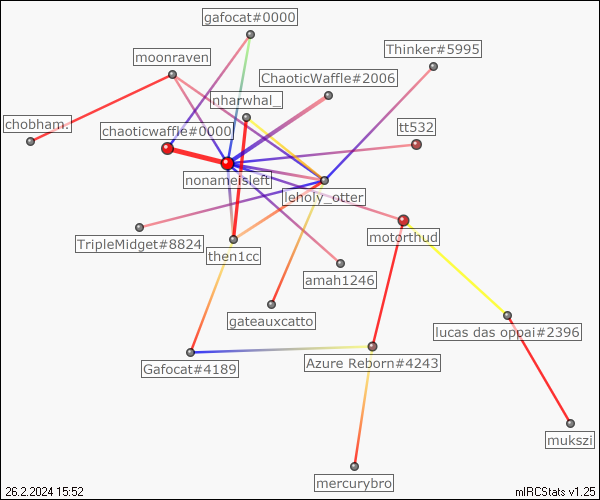 gafocat#0000
Thinker#5995
moonraven
ChaoticWaffle#2006
nharwhal_
chobham.
tt532
chaoticwaffle#0000
nonameisleft
leholy_otter
motorthud
TripleMidget#8824
then1cc
amah1246
gateauxcatto
lucas das oppai#2396
Gafocat#4189
Azure Reborn#4243
mukszi
mercurybro
26.2.2024 15:52
mIRCStats v1.25